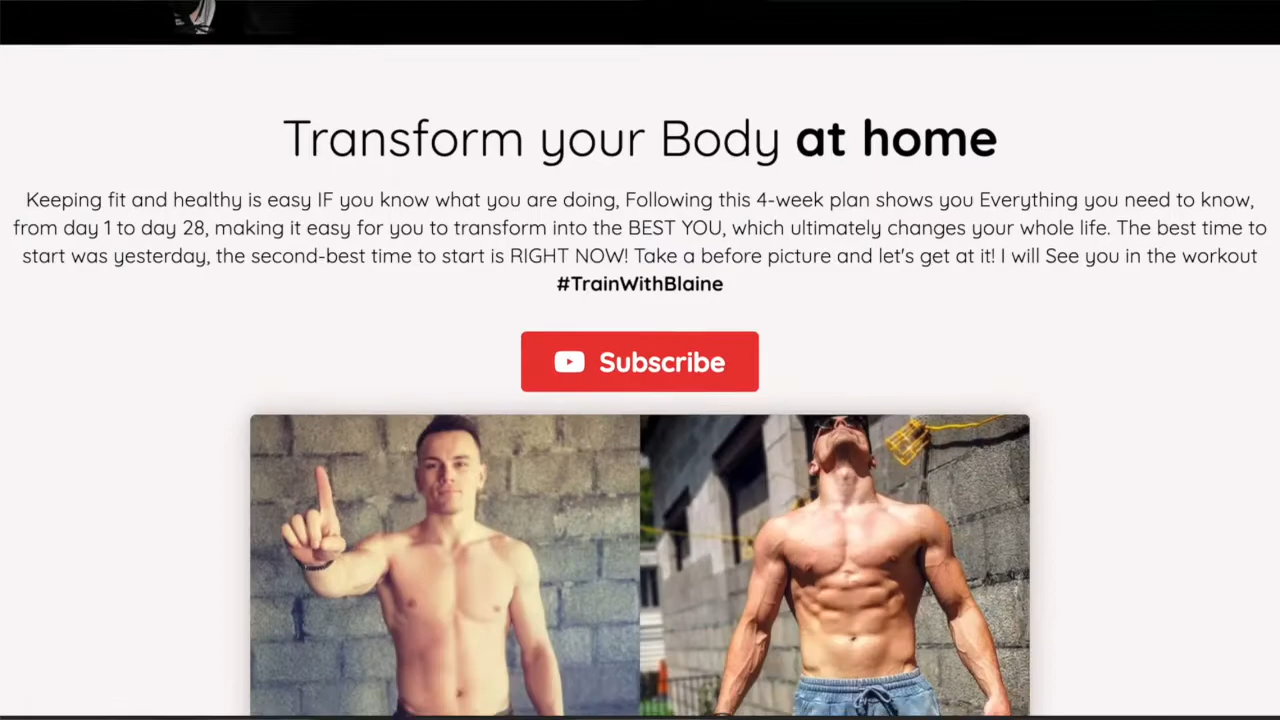 Transform your Body at home
Keeping fit and healthy is easy IF you know what you are doing, Following this 4-week plan shows you Everything you need to know,
from day 1 to day 28, making it easy for you to transform into the BEST YOU, which ultimately changes your whole life. The best time to
start was yesterday, the second-best time to start is RIGHT NOW! Take a before picture and let's get at it! I will See you in the workout
#TrainWithBlaine
Subscribe